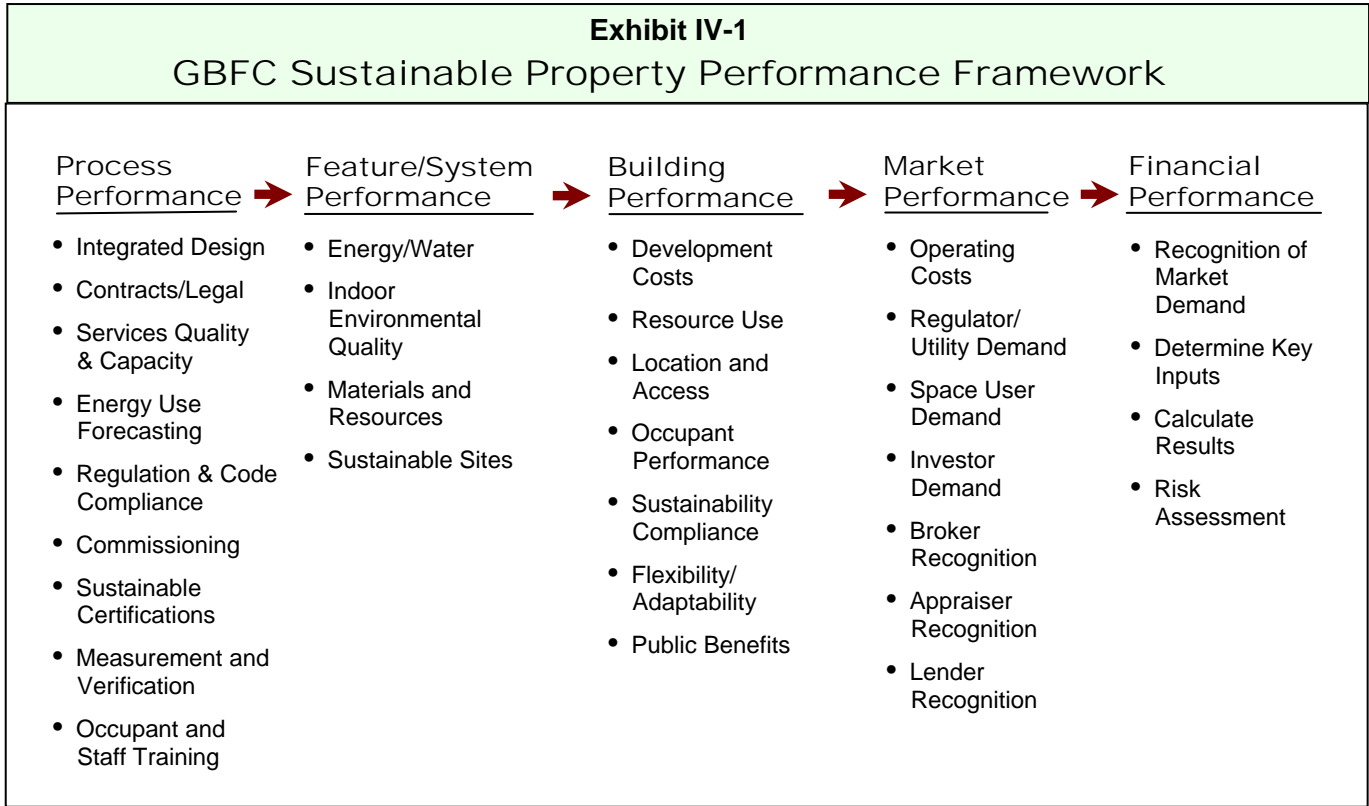 Exhibit IV-1
GBFC Sustainable Property Performance Framework
Process
Performance
• Integrated Design
• Contracts/Legal
• Services Quality
& Capacity
• Energy Use
Forecasting
• Regulation & Code
Compliance
• Commissioning
• Sustainable
Certifications
• Measurement and
Verification
• Occupant and
Staff Training
Feature/System
Performance
• Energy/Water
• Indoor
Environmental
Quality
• Materials and
Resources
• Sustainable Sites
Building
Performance
• Development
Costs
• Resource Use
• Location and
Access
• Occupant
Performance
• Sustainability
Compliance
• Flexibility/
Adaptability
• Public Benefits
Market
Performance
• Operating
Costs
• Regulator/
Utility Demand
• Space User
Demand
• Investor
Demand
• Broker
Recognition
• Appraiser
Recognition
• Lender
Recognition
Financial
Performance
• Recognition of
Market
Demand
• Determine Key
Inputs
• Calculate
Results
• Risk
Assessment